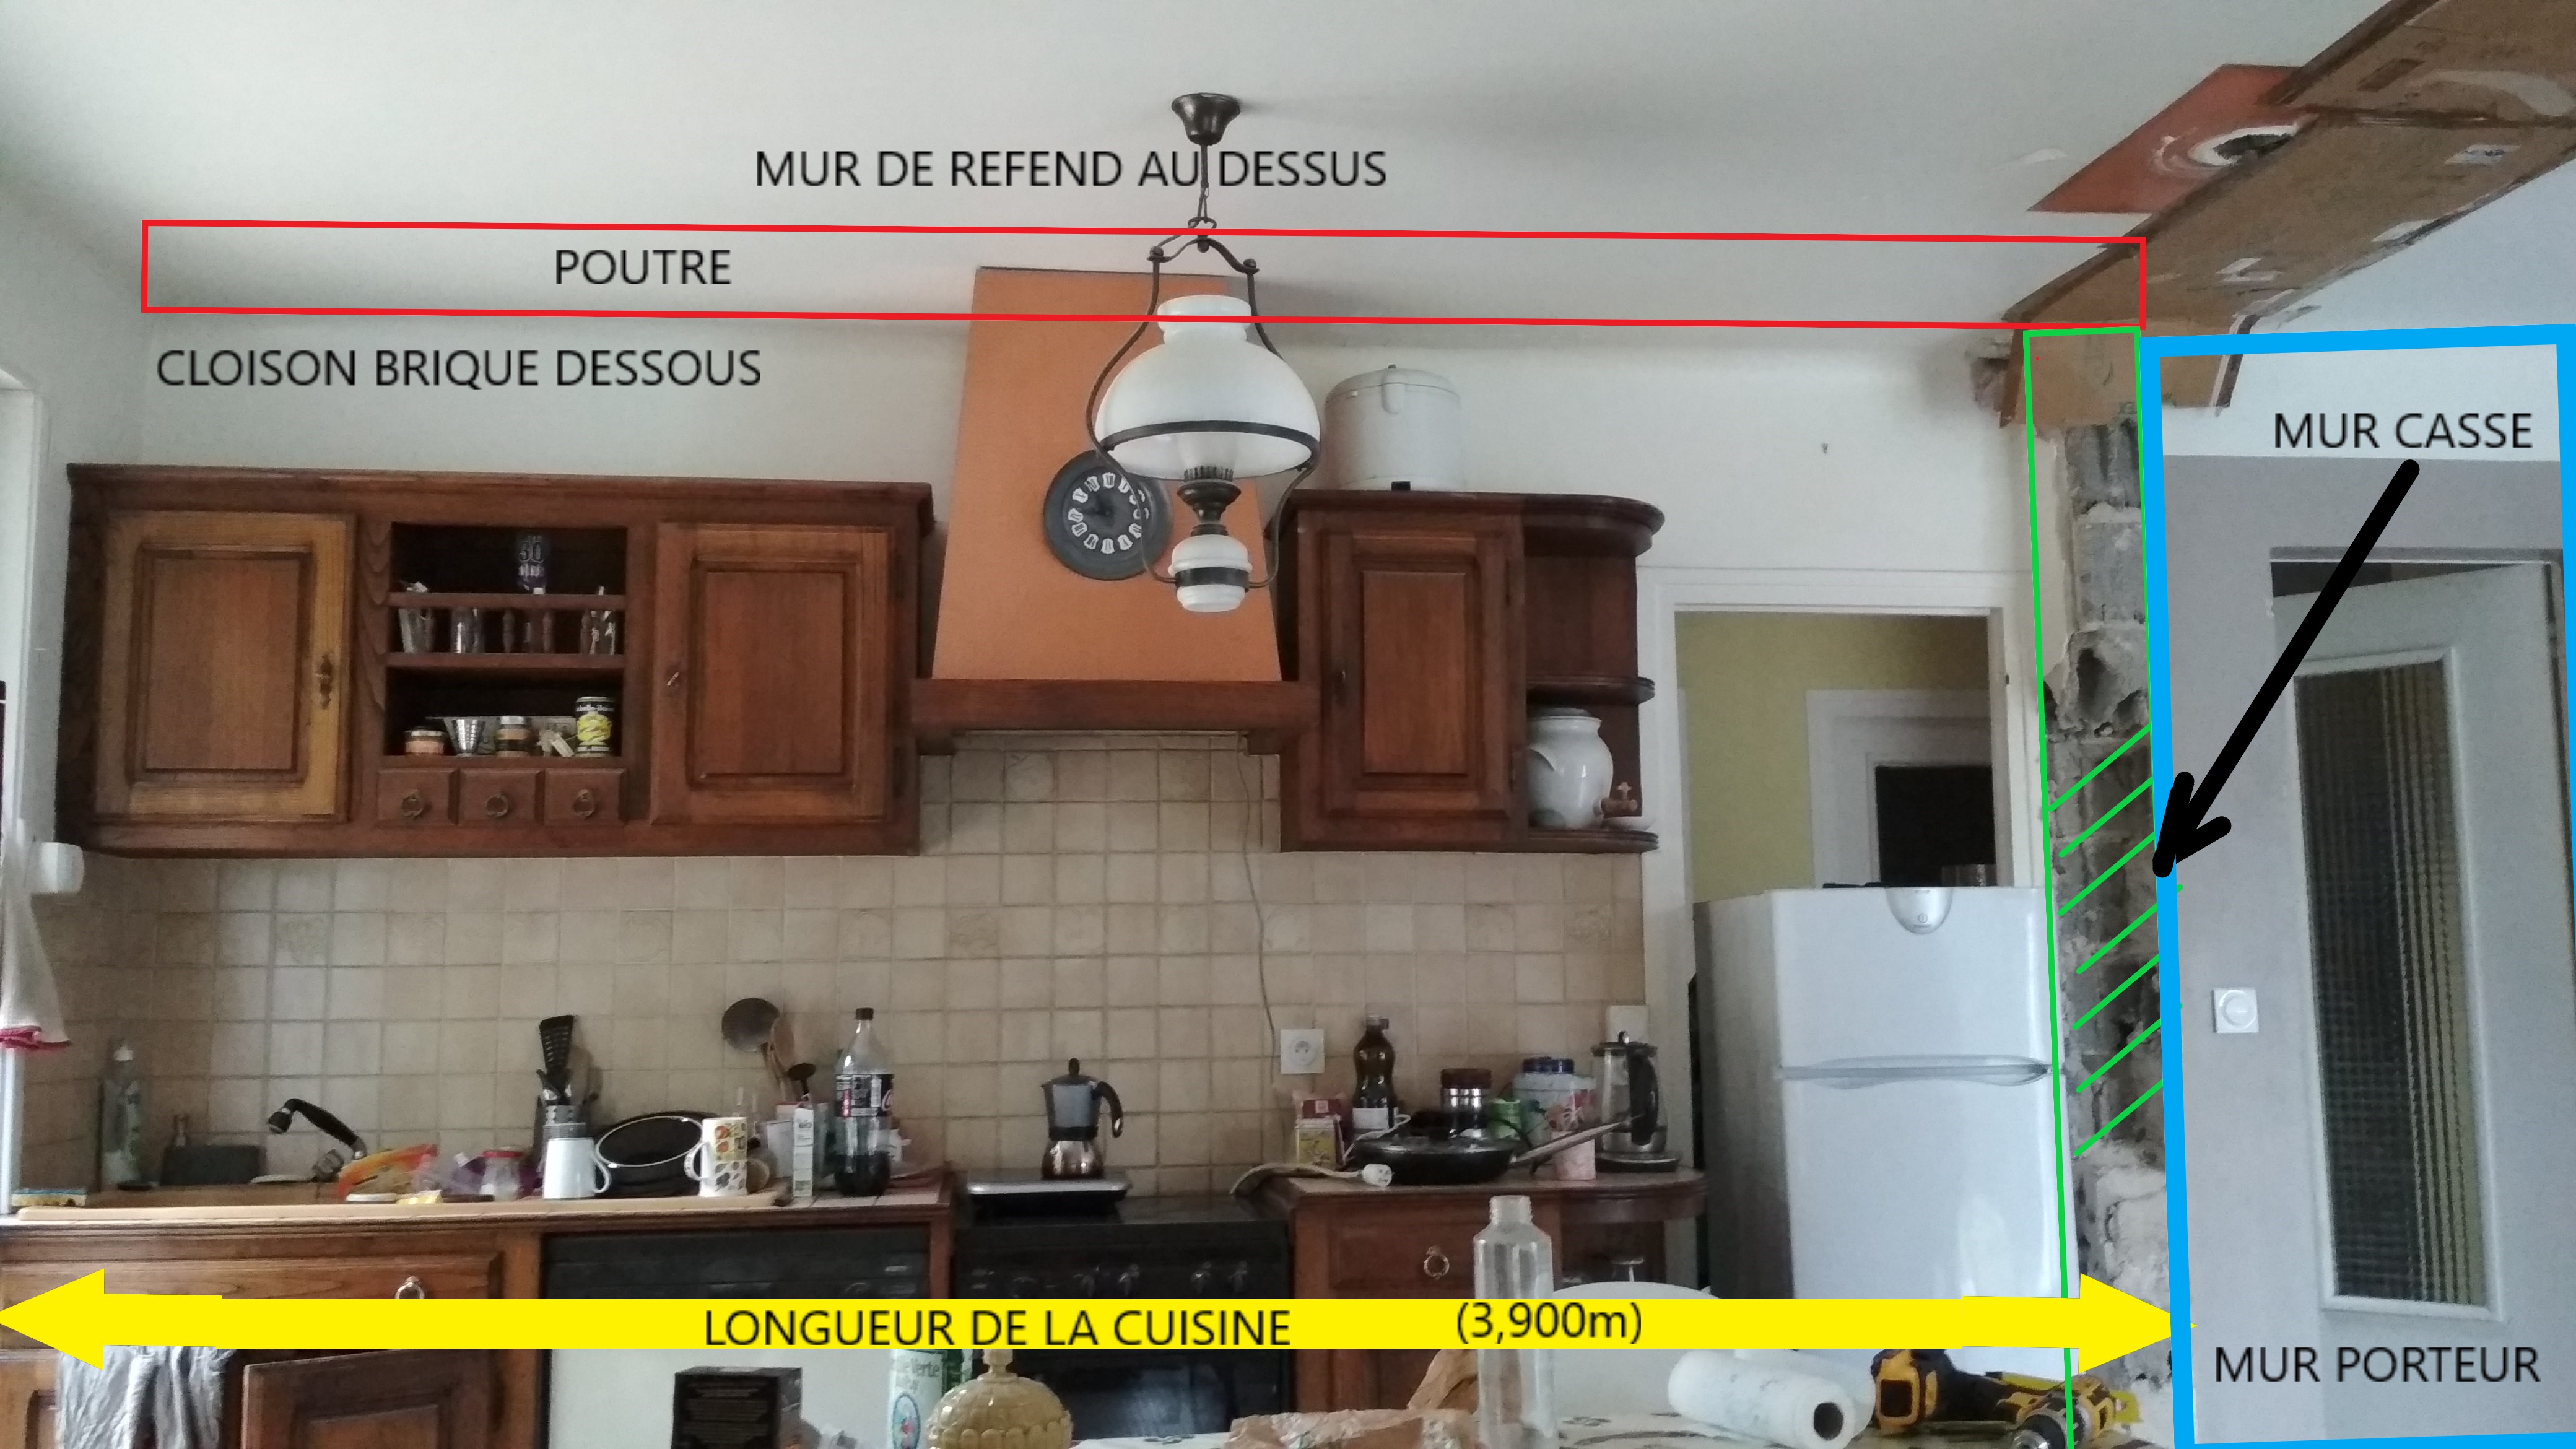 MUR DE REFEND AU DESSUS
POUTRE
CLOISON BRIQUE DESSOUS
MUR CASSE
LONGUEUR DE LA CUISINE (3,900m)
MUR PORTEUR